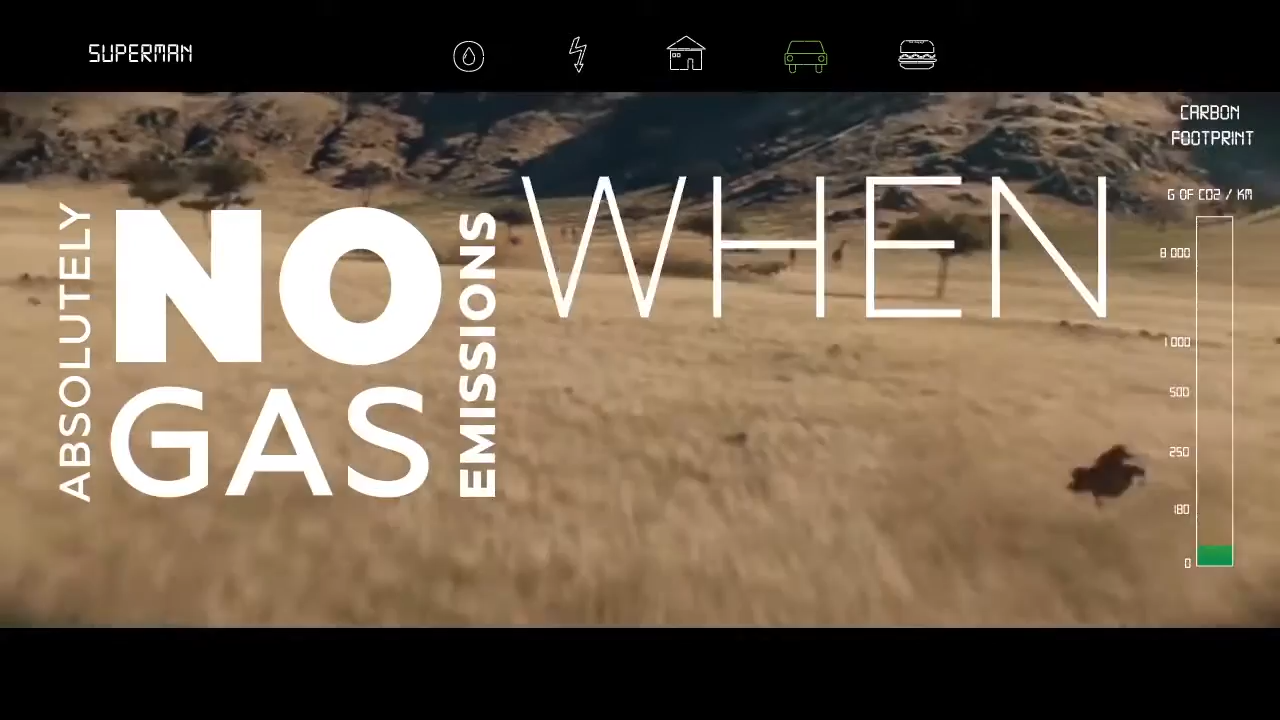 SUPERMAN
CARBON
FOOTPRINT
G OF CO2 / KM
ABSOLUTELY
NO
GAS
EMISSIONS
WHEN
8 000
1 000
500
250
180
0